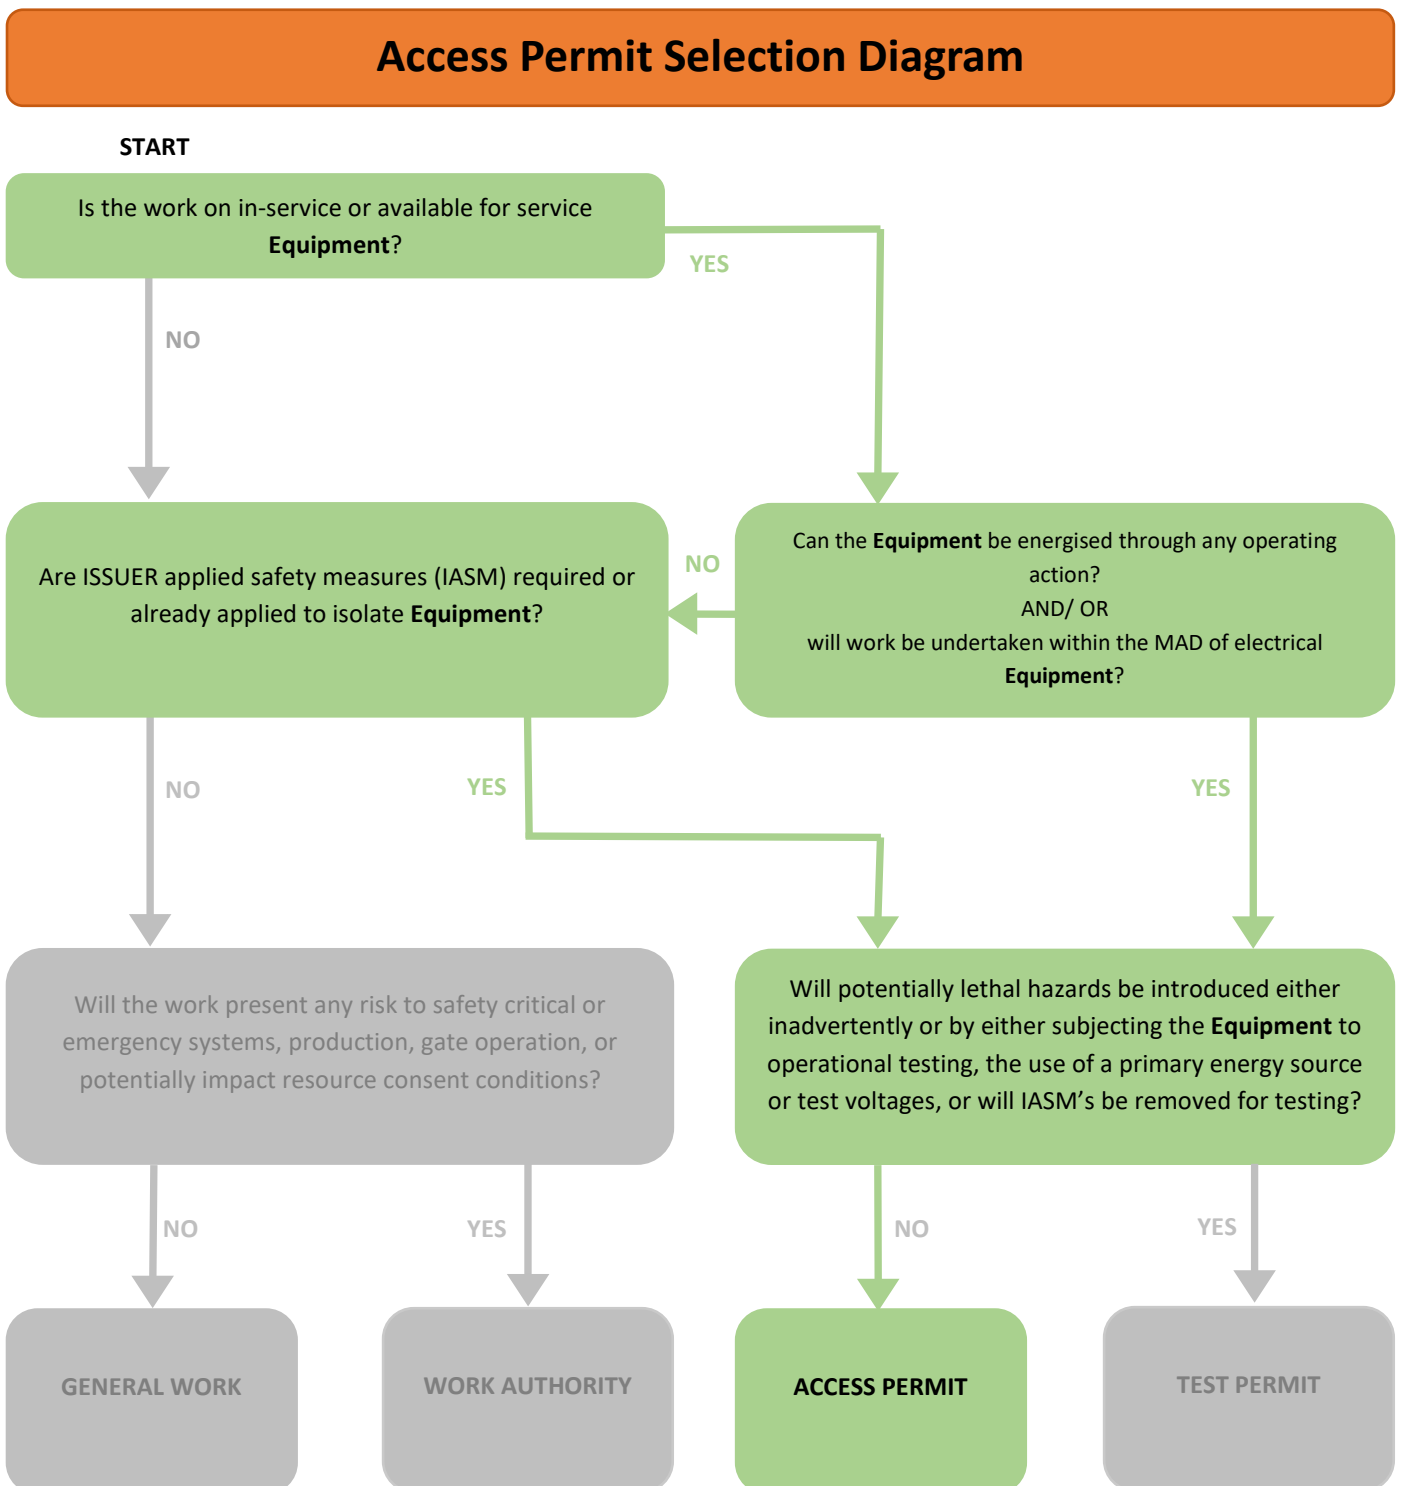 Access Permit Selection Diagram
START
Is the work on in-service or available for service
Equipment?
YES
NO
Are ISSUER applied safety measures (IASM) required or
already applied to isolate Equipment?
NO
Can the Equipment be energised through any operating
action?
AND/ OR
will work be undertaken within the MAD of electrical
Equipment?
NO
YES
YES
Will the work present any risk to safety critical or
emergency systems, production, gate operation, or
potentially impact resource consent conditions?
Will potentially lethal hazards be introduced either
inadvertently or by either subjecting the Equipment to
operational testing, the use of a primary energy source
or test voltages, or will IASM's be removed for testing?
NO
YES
NO
YES
GENERAL WORK
WORK AUTHORITY
ACCESS PERMIT
TEST PERMIT